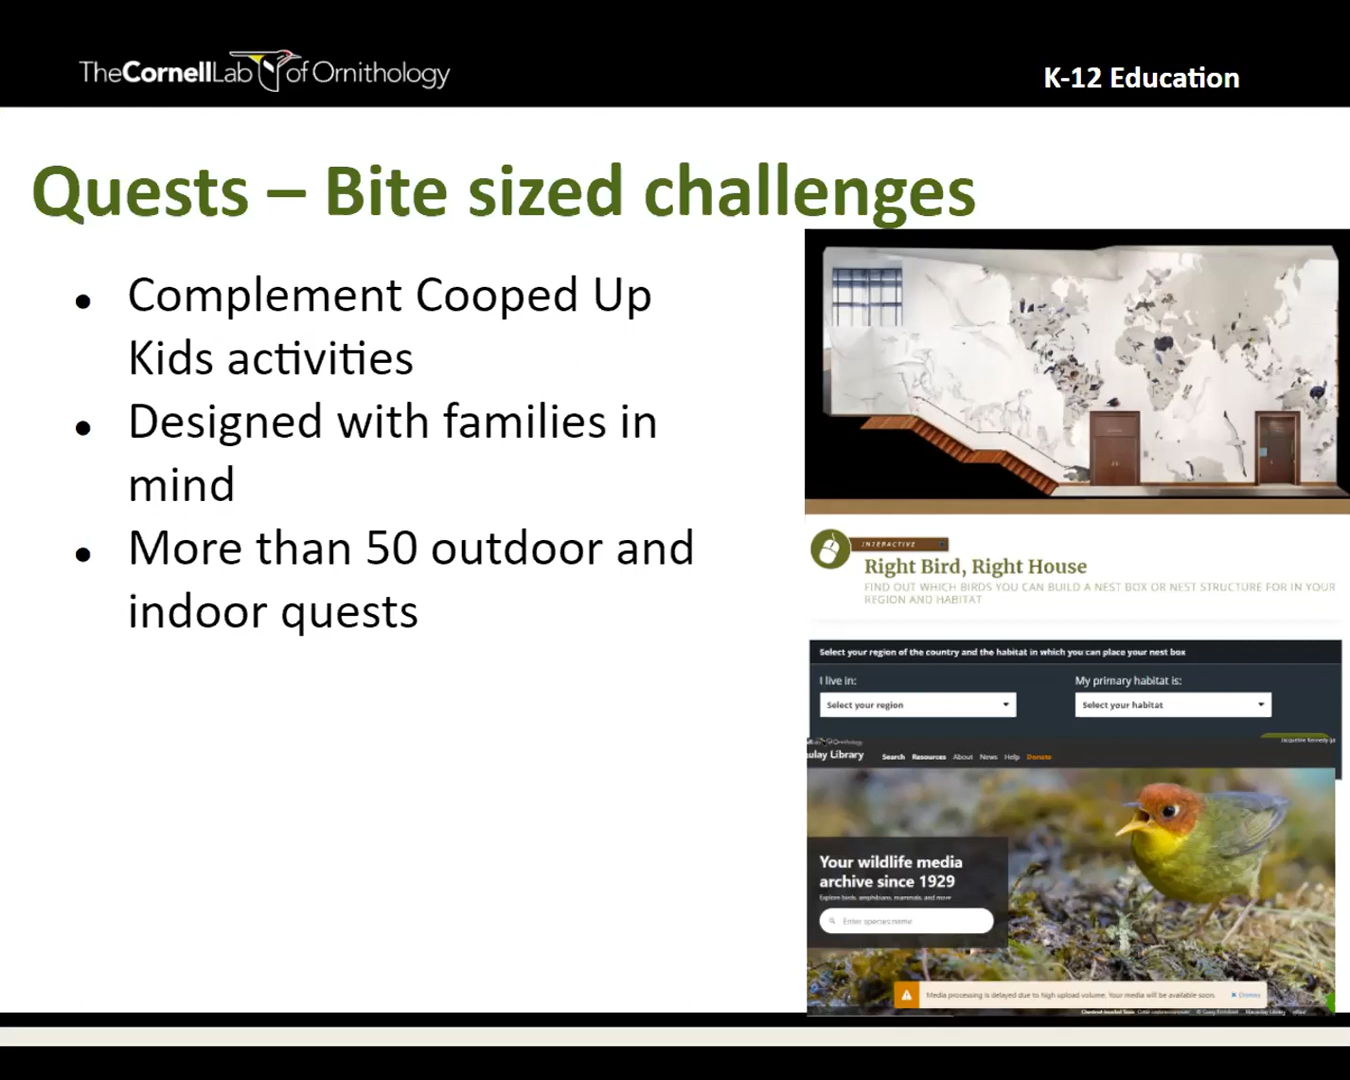 TheCornellLab of Ornithology
K-12 Education
Quests – Bite sized challenges
Complement Cooped Up
Kids activities
Designed with families in
mind
More than 50 outdoor and
indoor quests
INTERACTIVE
Right Bird, Right House
FIND OUT WHICH BIRDS YOU CAN BUILD A NEST BOX OR NEST STRUCTURE FOR IN YOUR
REGION AND HABITAT
Select your region of the country and the habitat in which you can place your nest box
I live in:
My primary habitat is:
Select your region
Select your habitat
of Ornithology
ulay Library
Search Resources About News Help Donate
Your wildlife media
archive since 1929
Explore birds, amphibians, mammals, and more
Enter species name
Media processing is delayed due to high upload volume. Your media will be available soon.
Dismiss
Macaulay Library eBird